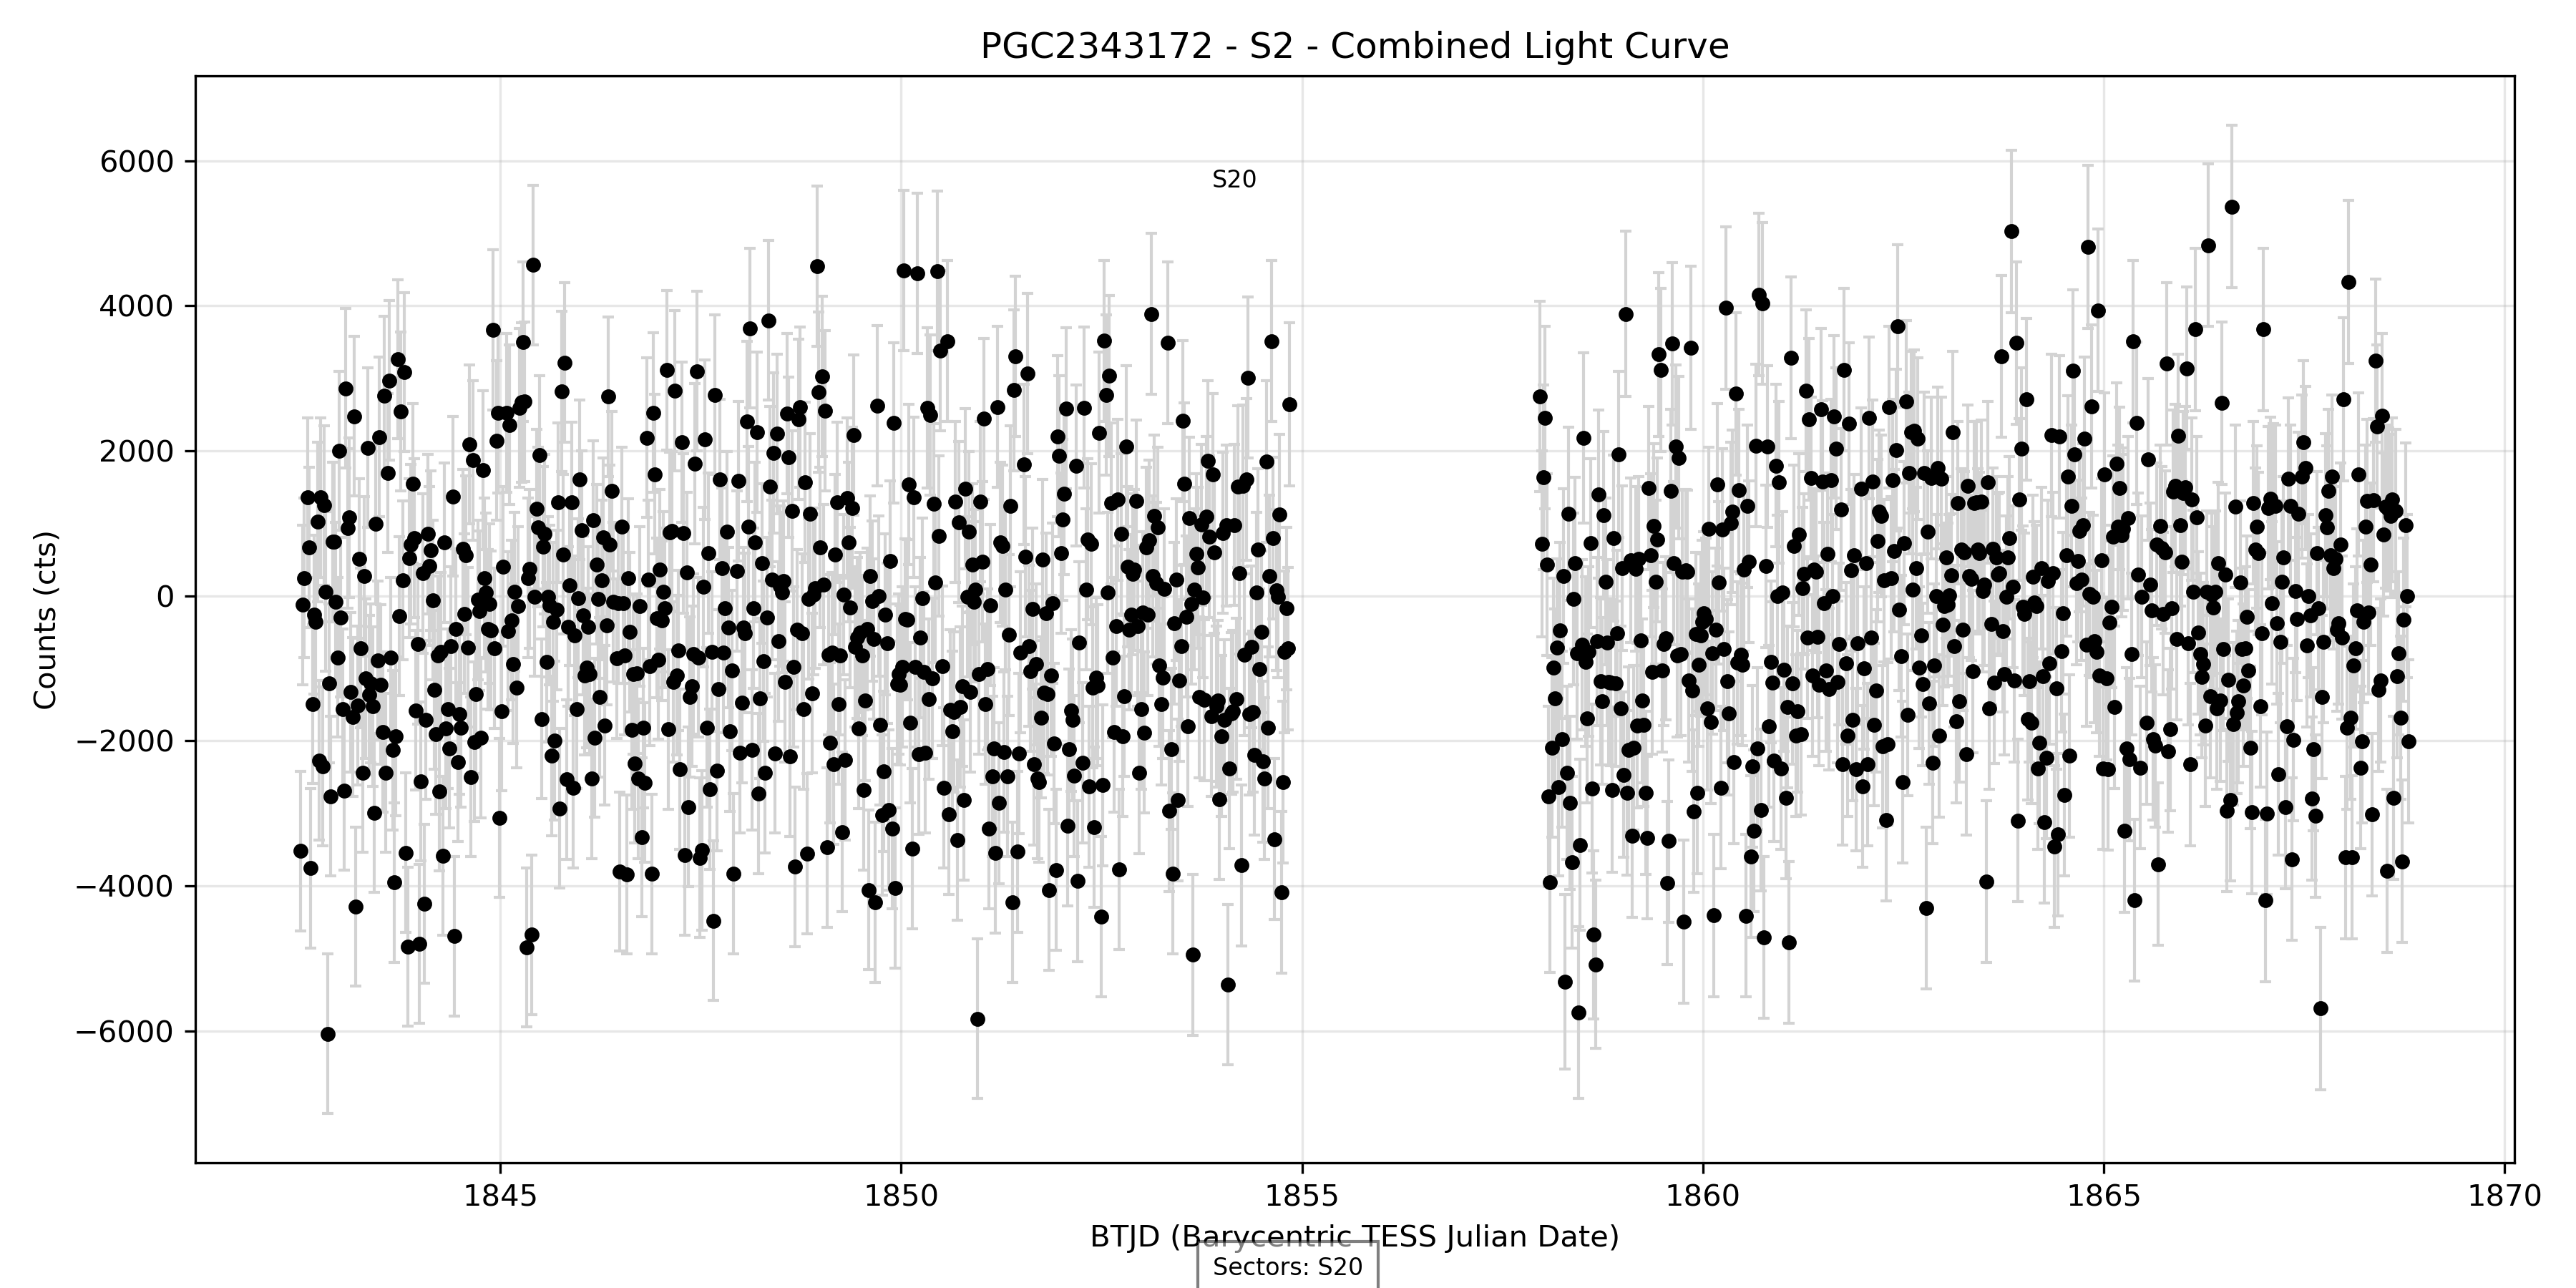 PGC2343172 - S2 - Combined Light Curve
S20
6000
4000
2000
0
−2000
−4000
−6000
Counts (cts)
1845
1850
1855
1860
1865
1870
BTJD (Barycentric TESS Julian Date)
Sectors: S20